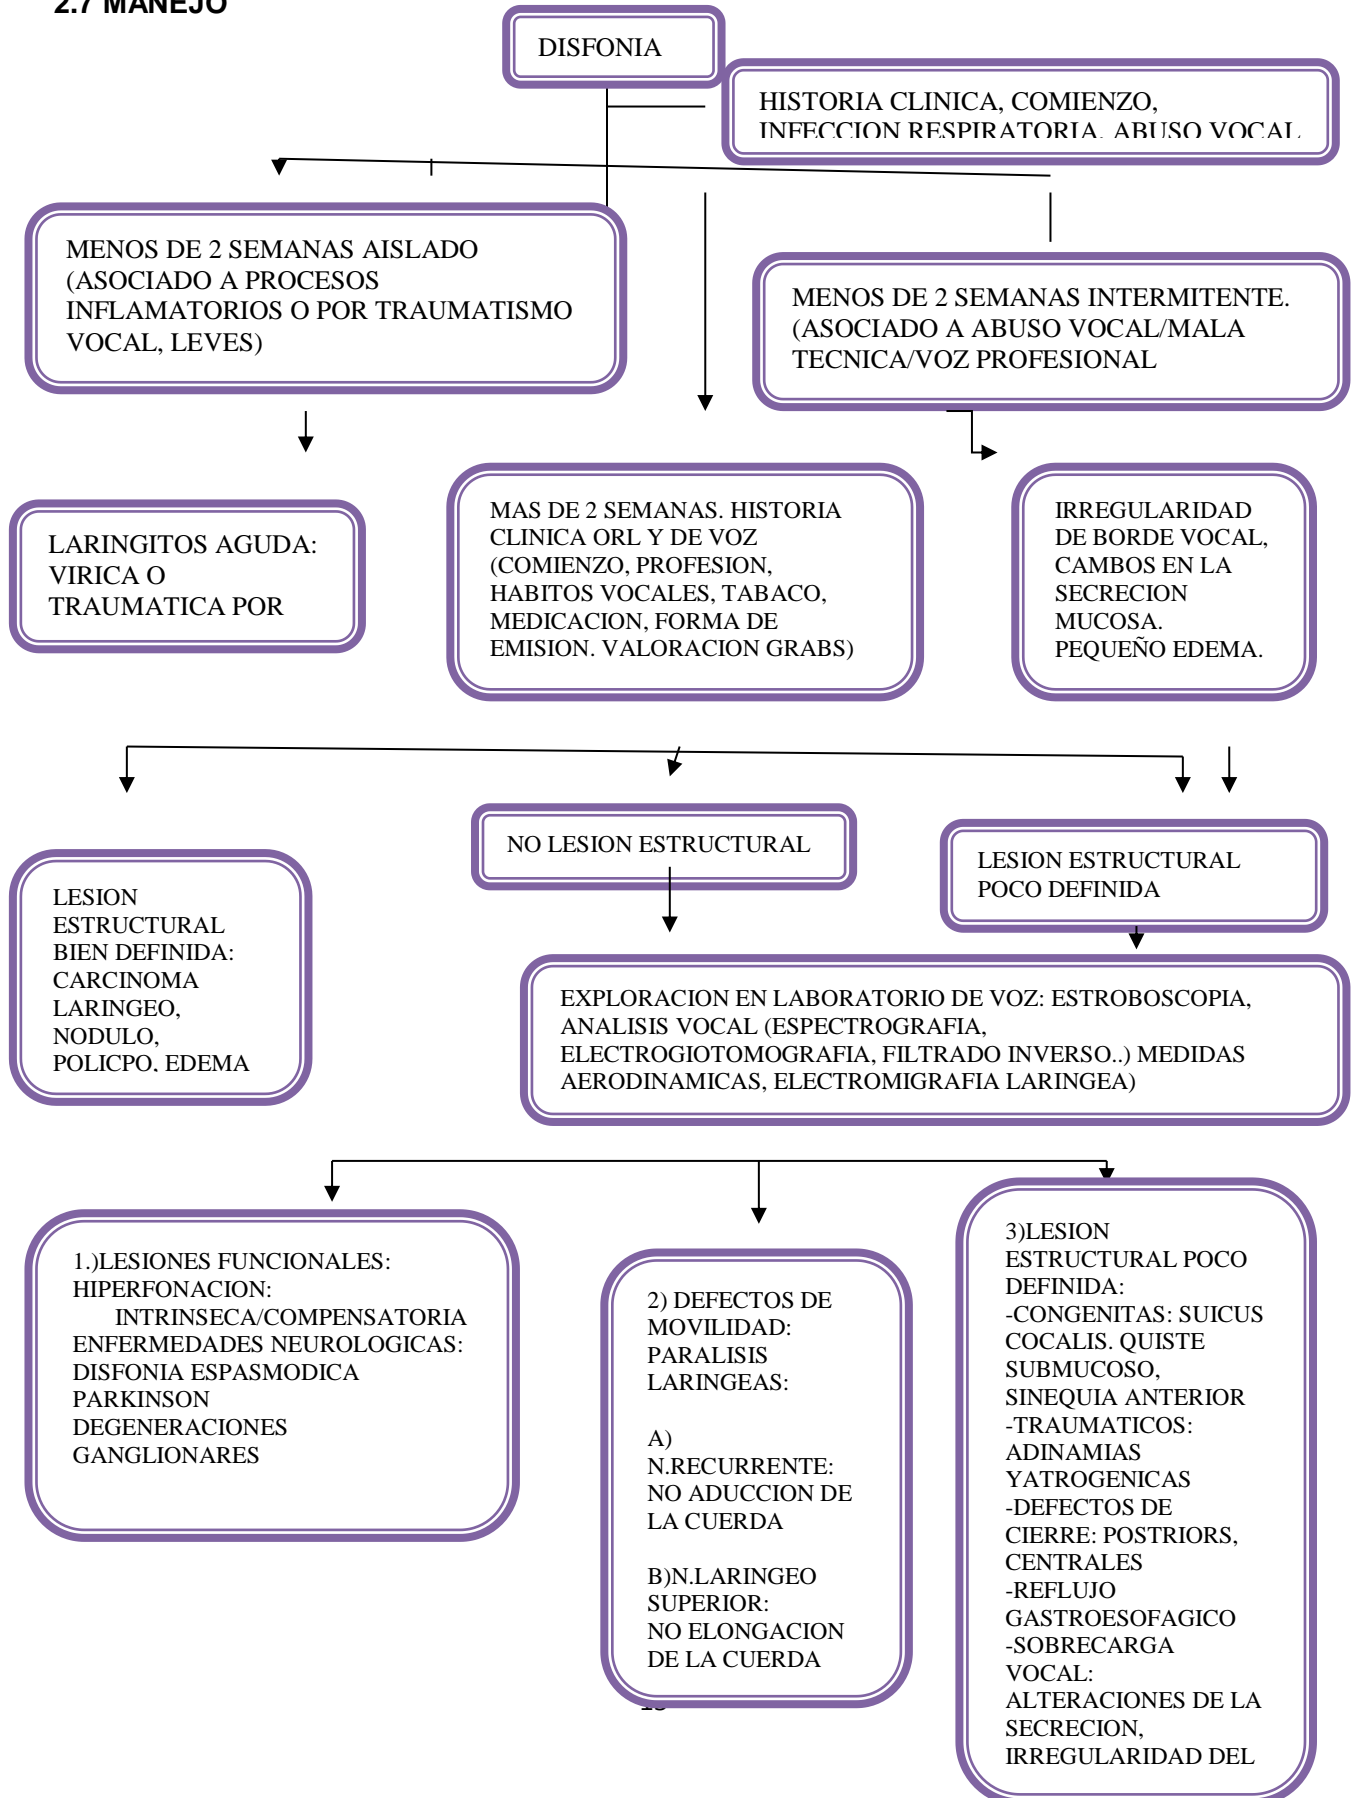 2.7 MANEJO
DISFONIA
HISTORIA CLINICA, COMIENZO,
INFECCION RESPIRATORIA. ABUSO VOCAL
MENOS DE 2 SEMANAS AISLADO
(ASOCIADO A PROCESOS
INFLAMATORIOS O POR TRAUMATISMO
VOCAL, LEVES)
MENOS DE 2 SEMANAS INTERMITENTE.
(ASOCIADO A ABUSO VOCAL/MALA
TECNICA/VOZ PROFESIONAL
LARINGITOS AGUDA:
VIRICA O
TRAUMATICA POR
MAS DE 2 SEMANAS. HISTORIA
CLINICA ORL Y DE VOZ
(COMIENZO, PROFESION,
HABITOS VOCALES, TABACO,
MEDICACION, FORMA DE
EMISION. VALORACION GRABS)
IRREGULARIDAD
DE BORDE VOCAL,
CAMBOS EN LA
SECRECION
MUCOSA.
PEQUEÑO EDEMA.
NO LESION ESTRUCTURAL
LESION ESTRUCTURAL
POCO DEFINIDA
LESION
ESTRUCTURAL
BIEN DEFINIDA:
CARCINOMA
LARINGEO,
NODULO,
POLICPO, EDEMA
EXPLORACION EN LABORATORIO DE VOZ: ESTROBOSCOPIA,
ANALISIS VOCAL (ESPECTROGRAFIA,
ELECTROGIOTOMOGRAFIA, FILTRADO INVERSO..) MEDIDAS
AERODINAMICAS, ELECTROMIGRAFIA LARINGEA)
1.)LESIONES FUNCIONALES:
HIPERFONACION:
INTRINSECA/COMPENSATORIA
ENFERMEDADES NEUROLOGICAS:
DISFONIA ESPASMODICA
PARKINSON
DEGENERACIONES
GANGLIONARES
2) DEFECTOS DE
MOVILIDAD:
PARALISIS
LARINGEAS:
A)
N.RECURRENTE:
NO ADUCCION DE
LA CUERDA
B)N.LARINGEO
SUPERIOR:
NO ELONGACION
DE LA CUERDA
3)LESION
ESTRUCTURAL POCO
DEFINIDA:
-CONGENITAS: SUICUS
COCALIS. QUISTE
SUBMUCOSO,
SINEQUIA ANTERIOR
-TRAUMATICOS:
ADINAMIAS
YATROGENICAS
-DEFECTOS DE
CIERRE: POSTRIORS,
CENTRALES
-REFLUJO
GASTROESOFAGICO
-SOBRECARGA
VOCAL:
ALTERACIONES DE LA
SECRECION,
IRREGULARIDAD DEL